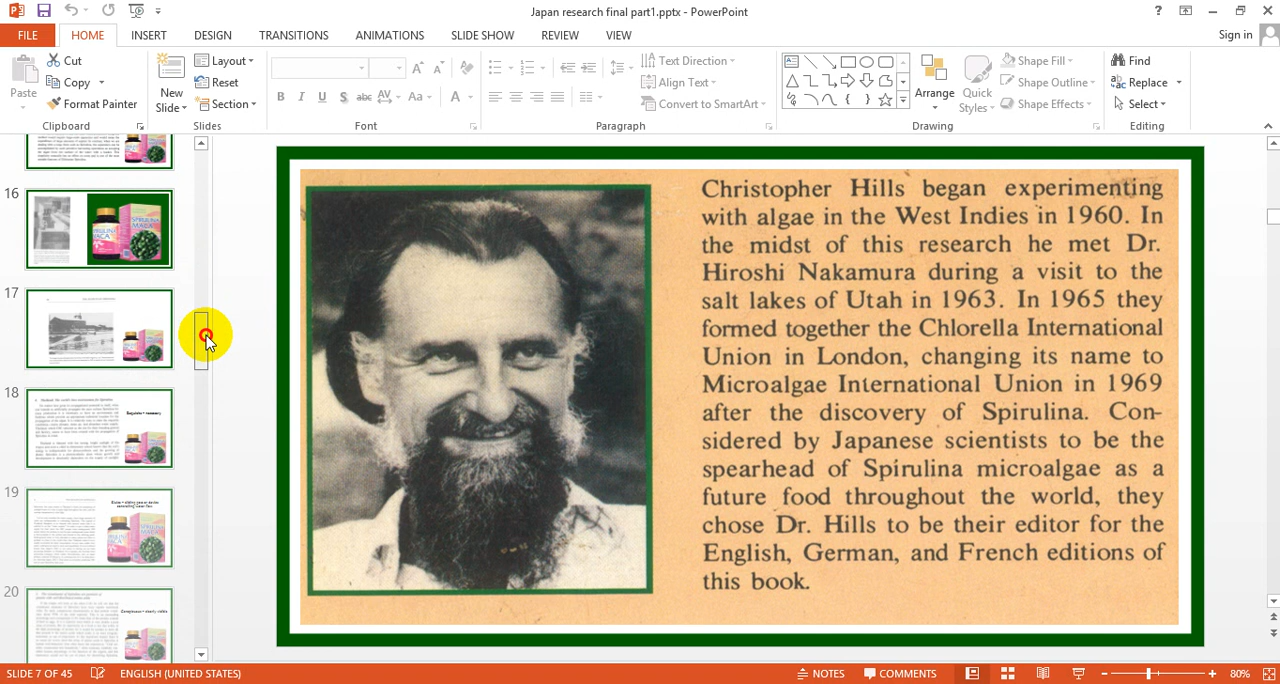 Japan research final part1.pptx - PowerPoint
?
Sign in
FILE HOME INSERT DESIGN TRANSITIONS ANIMATIONS SLIDE SHOW REVIEW VIEW
Paste
Cut
Copy
Format Painter
Clipboard
New
Slide
Layout
Reset
Section
Slides
B I U S abc AV Aa A
Font
Text Direction
Align Text
Convert to SmartArt
Paragraph
Arrange
Quick
Styles
Shape Fill
Shape Outline
Shape Effects
Drawing
Find
Replace
Select
Editing
16
17
18
19
20
Christopher Hills began experimenting
with algae in the West Indies in 1960. In
the midst of this research he met Dr.
Hiroshi Nakamura during a visit to the
salt lakes of Utah in 1963. In 1965 they
formed together the Chlorella International
Union in London, changing its name to
Microalgae International Union in 1969
after the discovery of Spirulina. Con-
sidered by Japanese scientists to be the
spearhead of Spirulina microalgae as a
future food throughout the world, they
chose Dr. Hills to be their editor for the
English, German, and French editions of
this book.
SLIDE 7 OF 45 ENGLISH (UNITED STATES) NOTES COMMENTS 80%